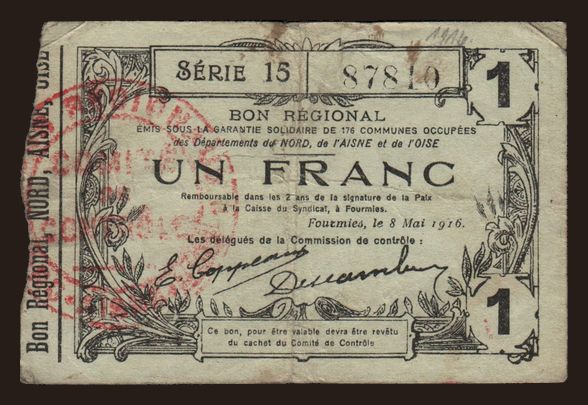 Bon Régional, NORD, AISNE, OISE
SÉRIE 15
87810
1
BON RÉGIONAL
ÉMIS SOUS LA GARANTIE SOLIDAIRE DE 176 COMMUNES OCCUPÉES
des Départements du NORD, de l'AISNE et de l'OISE
UN FRANC
Remboursable dans les 2 ans de la signature de la Paix
à la Caisse du Syndicat, à Fourmies.
Fourmies, le 8 Mai 1916.
Les délégués de la Commission de contrôle :
E. Coppeaux
Descamber
1
Ce bon, pour être valable devra être revêtu
du cachet du Comité de Contrôle